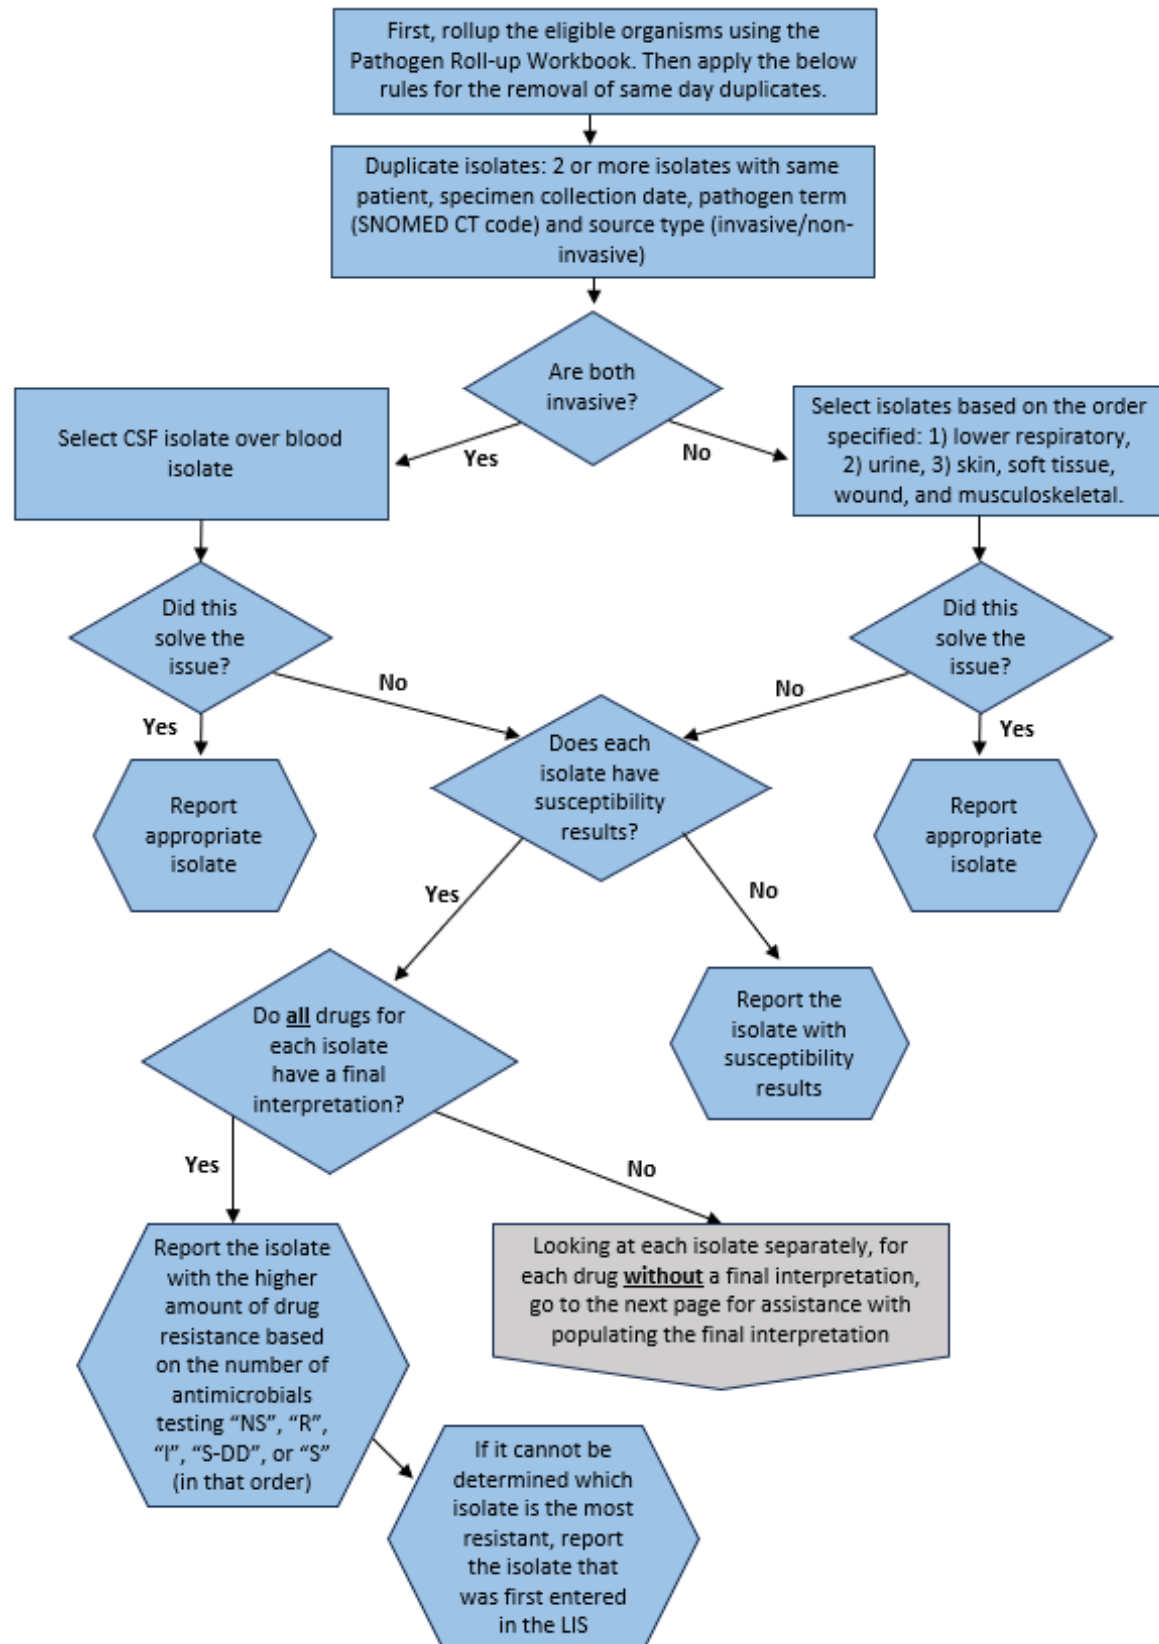 First, rollup the eligible organisms using the
Pathogen Roll-up Workbook. Then apply the below
rules for the removal of same day duplicates.
Duplicate isolates: 2 or more isolates with same
patient, specimen collection date, pathogen term
(SNOMED CT code) and source type (invasive/non-
invasive)
Are both
invasive?
Yes
No
Select CSF isolate over blood
isolate
Select isolates based on the order
specified: 1) lower respiratory,
2) urine, 3) skin, soft tissue,
wound, and musculoskeletal.
Did this
solve the
issue?
No
Yes
Did this
solve the
issue?
No
Yes
Report
appropriate
isolate
Does each
isolate have
susceptibility
results?
Report
appropriate
isolate
Yes
No
Do all drugs for
each isolate
have a final
interpretation?
Report the
isolate with
susceptibility
results
Yes
No
Report the isolate
with the higher
amount of drug
resistance based
on the number of
antimicrobials
testing “NS”, “R”,
“I”, “S-DD”, or “S”
(in that order)
Looking at each isolate separately, for
each drug without a final interpretation,
go to the next page for assistance with
populating the final interpretation
If it cannot be
determined which
isolate is the most
resistant, report
the isolate that
was first entered
in the LIS